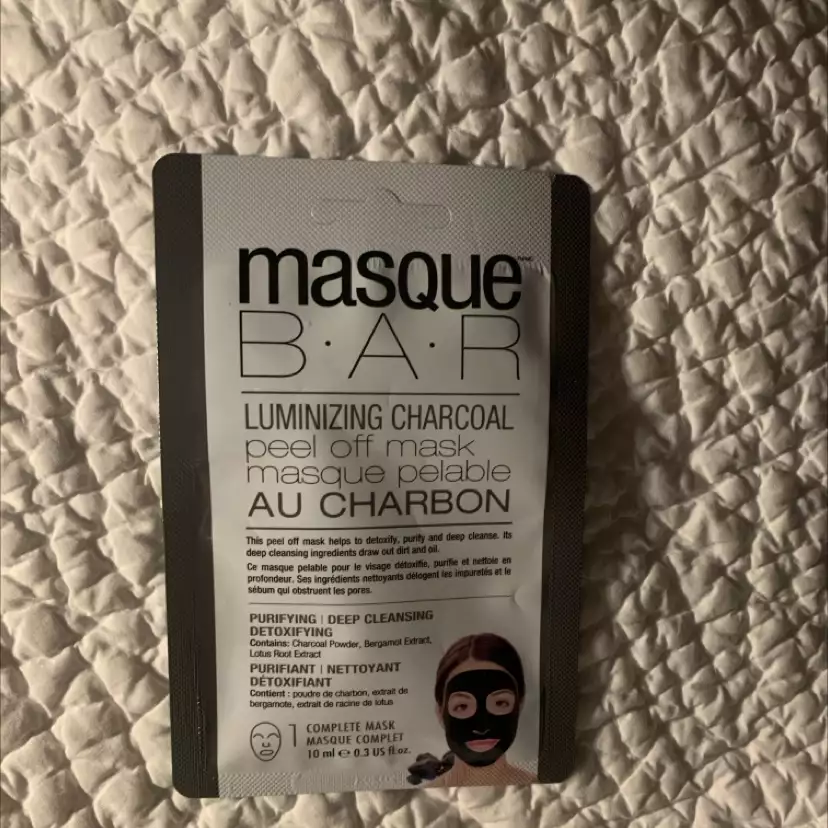 masque
B·A·R
LUMINIZING CHARCOAL
peel off mask
masque pelable
AU CHARBON
This peel off mask helps to detoxify, purify and deep cleanse. Its
deep cleansing ingredients draw out dirt and oil.
Ce masque pelable pour le visage détoxifie, purifie et nettoie en
profondeur. Ses ingrédients nettoyants délogent les impuretés et le
sébum qui obstruent les pores.
PURIFYING | DEEP CLEANSING
DETOXIFYING
Contains: Charcoal Powder, Bergamot Extract,
Lotus Root Extract
PURIFIANT | NETTOYANT
DÉTOXIFIANT
Contient : poudre de charbon, extrait de
bergamote, extrait de racine de lotus
1 COMPLETE MASK
MASQUE COMPLET
10 ml ℮ 0.3 US fl.oz.